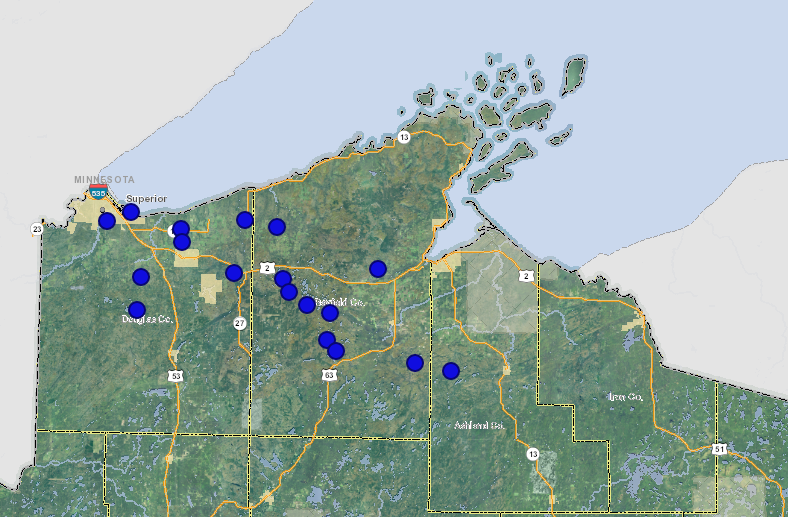 13
MINNESOTA
535
Superior
23
2
2
Bayfield Co.
Douglas Co.
27
53
63
Iron Co.
Ashland Co.
51
13